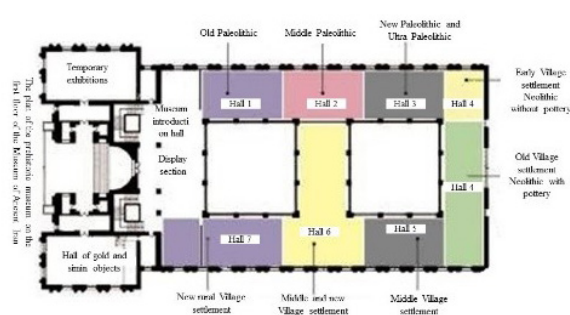 New Paleolithic and
Ultra Paleolithic
Old Paleolithic
Middle Paleolithic
Temporary
exhibitions
Early Village
settlement
Neolithic
without pottery
Museum
introducti
on hall
Hall 1
Hall 2
Hall 3
Hall 4
The plan of the prehistoric museum on the
first floor of the Museum of Ancient Iran
Display
section
Old Village
settlement
Neolithic with
pottery
Hall 4
Hall of gold and
simin objects
Hall 7
Hall 6
Hall 5
New rural Village
settlement
Middle and new
Village settlement
Middle Village
settlement